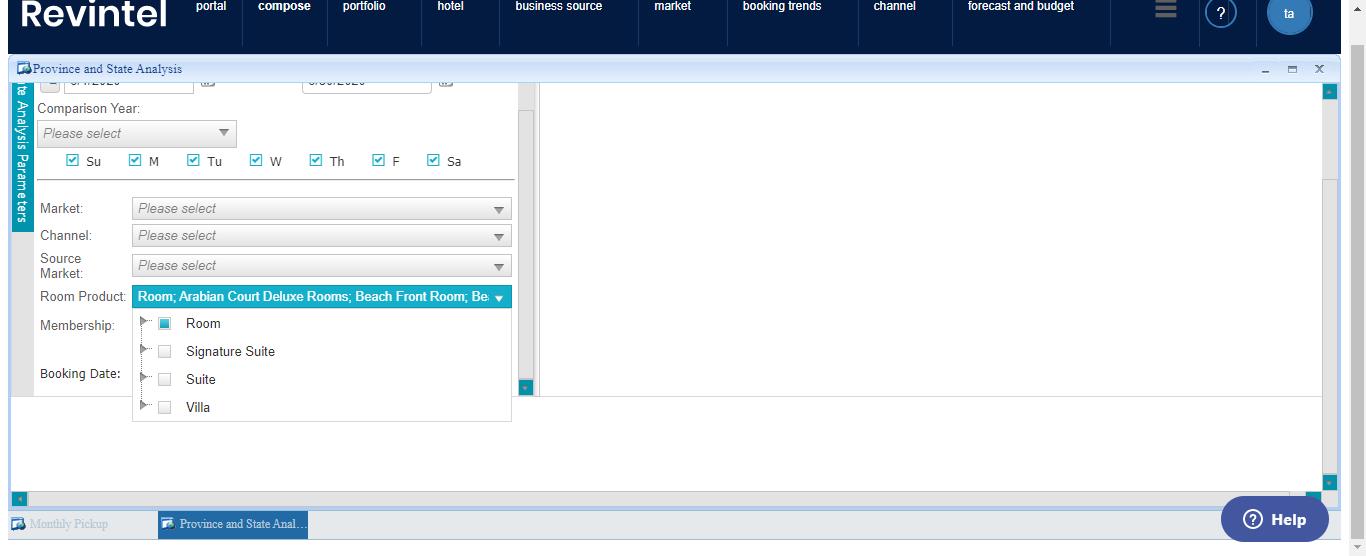 Revintel
portal compose portfolio hotel business source market booking trends channel forecast and budget
? ta
Province and State Analysis
te Analysis Parameters
Comparison Year:
Please select
Su M Tu W Th F Sa
Market: Please select
Channel: Please select
Source Market: Please select
Room Product: Room; Arabian Court Deluxe Rooms; Beach Front Room; Be
Membership:
Room
Signature Suite
Booking Date:
Suite
Villa
Monthly Pickup
Province and State Anal...
? Help